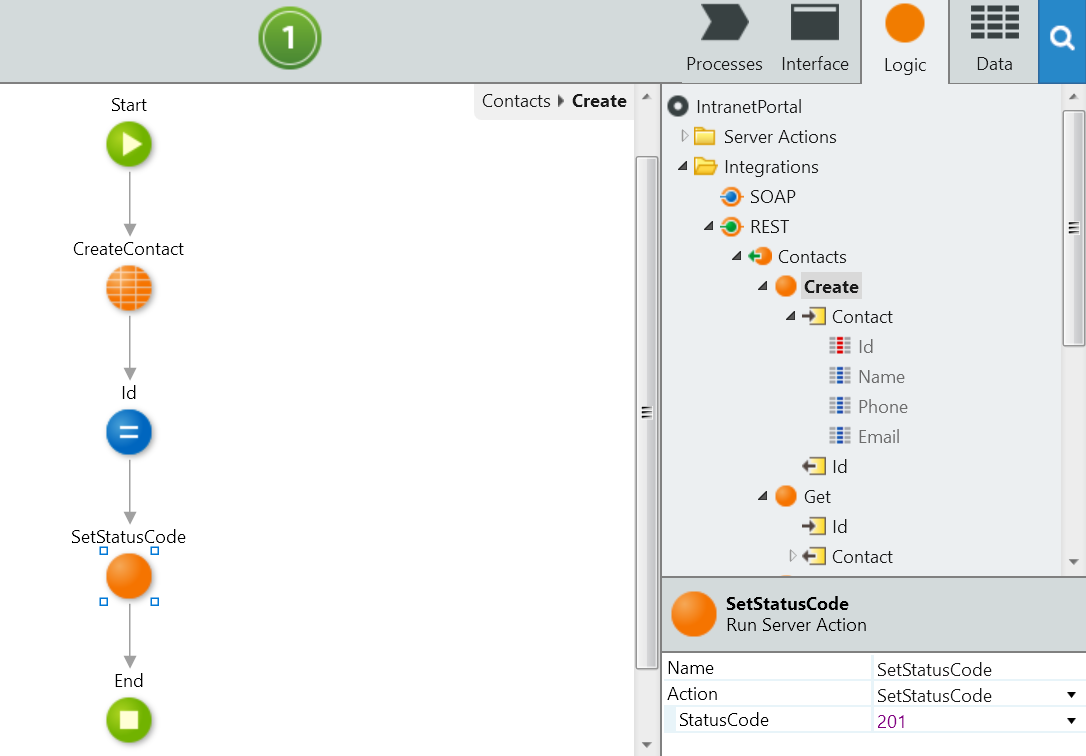 1
Processes
Interface
Logic
Data
Contacts Create
Start
CreateContact
Id
SetStatusCode
End
IntranetPortal
Server Actions
Integrations
SOAP
REST
Contacts
Create
Contact
Id
Name
Phone
Email
Id
Get
Id
Contact
SetStatusCode
Run Server Action
Name SetStatusCode
Action SetStatusCode
StatusCode 201